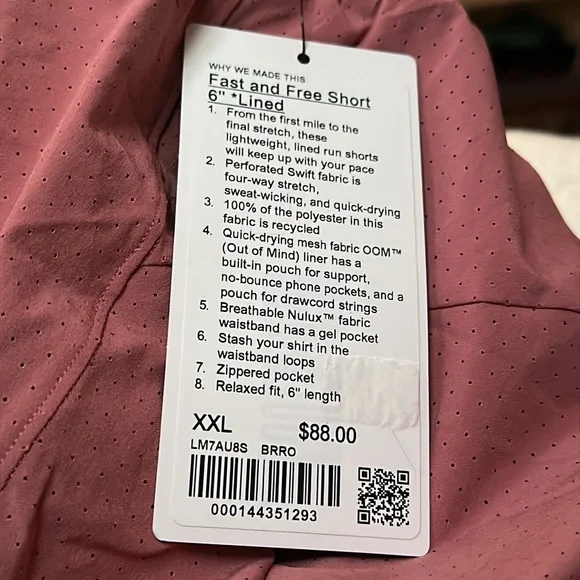 WHY WE MADE THIS
Fast and Free Short
6" *Lined
1. From the first mile to the
final stretch, these
lightweight, lined run shorts
will keep up with your pace
2. Perforated Swift fabric is
four-way stretch,
sweat-wicking, and quick-drying
3. 100% of the polyester in this
fabric is recycled
4. Quick-drying mesh fabric OOM™
(Out of Mind) liner has a
built-in pouch for support,
no-bounce phone pockets, and a
pouch for drawcord strings
5. Breathable Nulux™ fabric
waistband has a gel pocket
6. Stash your shirt in the
waistband loops
7. Zippered pocket
8. Relaxed fit, 6" length
XXL $88.00
LM7AU8S BRRO
000144351293